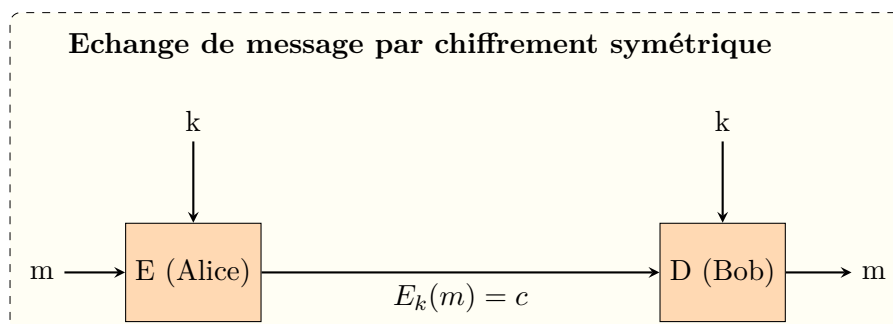 Echange de message par chiffrement symétrique
k k
m E (Alice) D (Bob) m
E_k(m) = c